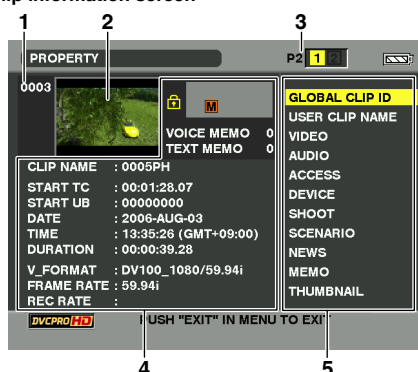 lip information screen
1 2 3
PROPERTY P2 1 2
0003
M
VOICE MEMO 0
TEXT MEMO 0
CLIP NAME : 0005PH
START TC : 00:01:28.07
START UB : 00000000
DATE : 2006-AUG-03
TIME : 13:35:26 (GMT+09:00)
DURATION : 00:00:39.28
V_FORMAT : DV100_1080/59.94i
FRAME RATE : 59.94i
REC RATE :
GLOBAL CLIP ID
USER CLIP NAME
VIDEO
AUDIO
ACCESS
DEVICE
SHOOT
SCENARIO
NEWS
MEMO
THUMBNAIL
DVCPRO HD PUSH "EXIT" IN MENU TO EXIT
4 5